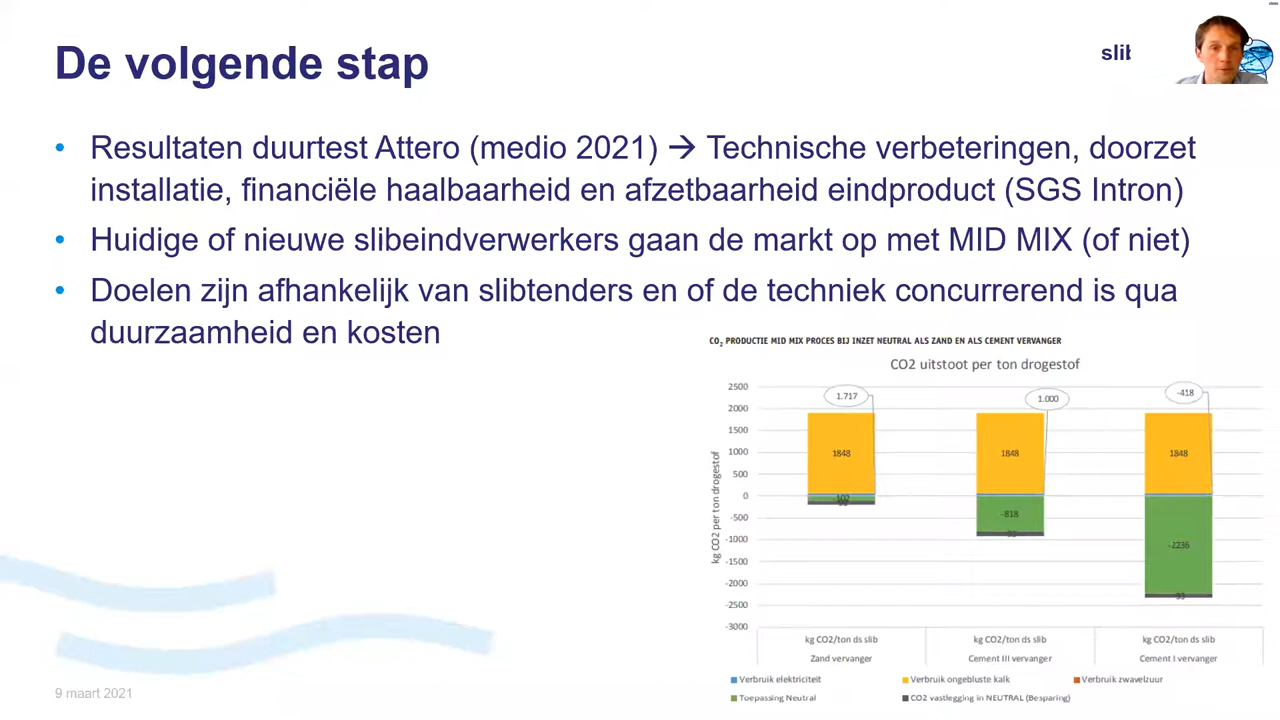 De volgende stap
• Resultaten duurtest Attero (medio 2021) → Technische verbeteringen, doorzet
installatie, financiële haalbaarheid en afzetbaarheid eindproduct (SGS Intron)
• Huidige of nieuwe slibeindverwerkers gaan de markt op met MID MIX (of niet)
• Doelen zijn afhankelijk van slibtenders en of de techniek concurrerend is qua
duurzaamheid en kosten
CO2 PRODUCTIE MID MIX PROCES BIJ INZET NEUTRAL ALS ZAND EN ALS CEMENT VERVANGER
CO2 uitstoot per ton drogestof
kg CO2 per ton drogestof
2500
2000
1500
1000
500
0
-500
-1000
-1500
-2000
-2500
-3000
1.717 1.000 -418
1848 1848 1848
-818
-2236
kg CO2/ton ds slib kg CO2/ton ds slib kg CO2/ton ds slib
Zand vervanger Cement III vervanger Cement I vervanger
Verbruik elektriciteit Verbruik ongebluste kalk Verbruik zwavelzuur
Toepassing Neutral CO2 vastlegging in NEUTRAL (Besparing)
9 maart 2021